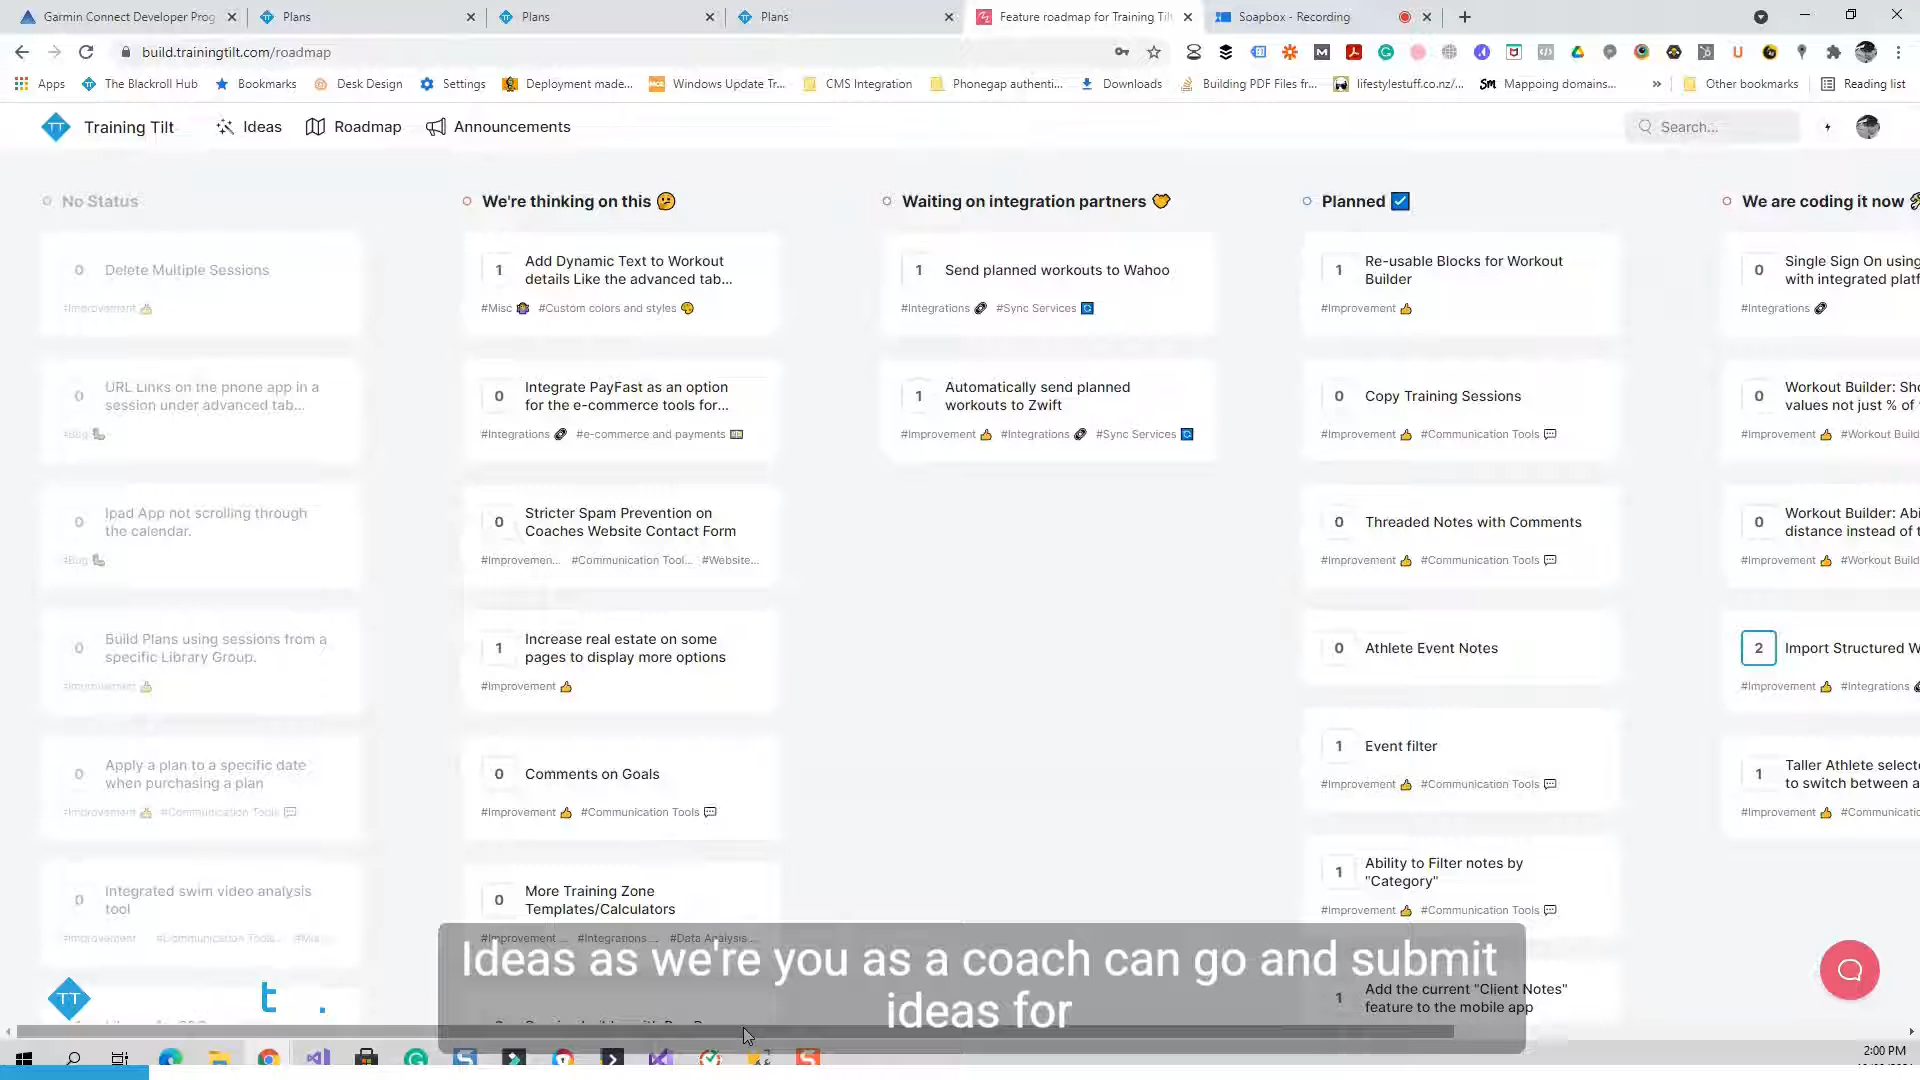 Garmin Connect Developer Prog
Plans
Plans
Plans
Feature roadmap for Training Tilt
Soapbox - Recording
build.trainingtilt.com/roadmap
Apps
The Blackroll Hub
Bookmarks
Desk Design
Settings
Deployment made...
Windows Update Tr...
CMS Integration
Phonegap authenti...
Downloads
Building PDF Files fr...
lifestylestuff.co.nz/...
Mappoing domains...
»
Other bookmarks
Reading list
Training Tilt
Ideas
Roadmap
Announcements
Search...
No Status
0
Delete Multiple Sessions
#Improvement 👍
0
URL Links on the phone app in a
session under advanced tab...
#Bug
0
Ipad App not scrolling through
the calendar.
#Bug
0
Build Plans using sessions from a
specific Library Group.
#Improvement 👍
0
Apply a plan to a specific date
when purchasing a plan
#Improvement 👍 #Communication Tools 💬
0
Integrated swim video analysis
tool
#Improvement #Communication Tools...
We're thinking on this 🤔
1
Add Dynamic Text to Workout
details Like the advanced tab...
#Misc #Custom colors and styles
0
Integrate PayFast as an option
for the e-commerce tools for...
#Integrations #e-commerce and payments
0
Stricter Spam Prevention on
Coaches Website Contact Form
#Improvemen... #Communication Tool... #Website...
1
Increase real estate on some
pages to display more options
#Improvement 👍
0
Comments on Goals
#Improvement 👍 #Communication Tools 💬
0
More Training Zone
Templates/Calculators
#Improvement... #Integrations... #Data Analysis...
Waiting on integration partners
1
Send planned workouts to Wahoo
#Integrations #Sync Services
1
Automatically send planned
workouts to Zwift
#Improvement 👍 #Integrations #Sync Services
Planned ☑
1
Re-usable Blocks for Workout
Builder
#Improvement 👍
0
Copy Training Sessions
#Improvement 👍 #Communication Tools 💬
0
Threaded Notes with Comments
#Improvement 👍 #Communication Tools 💬
0
Athlete Event Notes
1
Event filter
#Improvement 👍 #Communication Tools 💬
1
Ability to Filter notes by
"Category"
#Improvement 👍 #Communication Tools 💬
1
Add the current "Client Notes"
feature to the mobile app
We are coding it now
0
Single Sign On using
with integrated platf
#Integrations
0
Workout Builder: Sho
values not just % of
#Improvement 👍 #Workout Build
0
Workout Builder: Abi
distance instead of t
#Improvement 👍 #Workout Build
2
Import Structured W
#Improvement 👍 #Integrations
1
Taller Athlete selecto
to switch between a
#Improvement 👍 #Communicatio
Ideas as we're you as a coach can go and submit
ideas for
TT
t .
2:00 PM